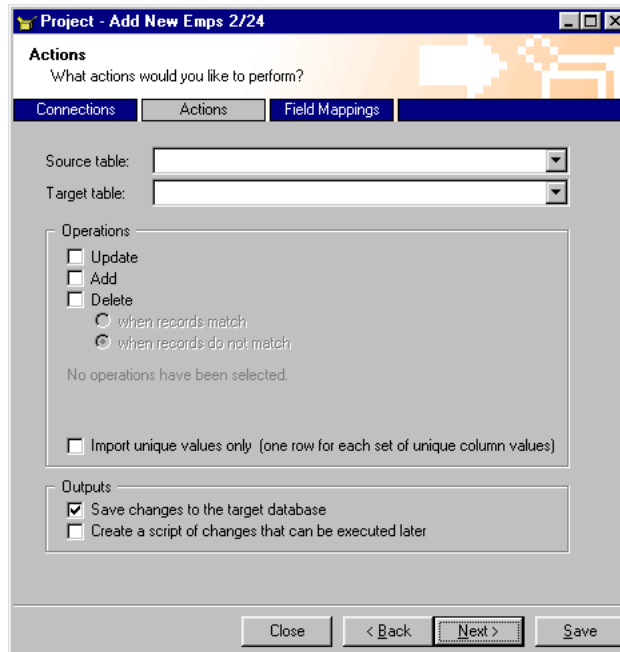 Project - Add New Emps 2/24
Actions
What actions would you like to perform?
Connections Actions Field Mappings
Source table:
Target table:
Operations
Update
Add
Delete
when records match
when records do not match
No operations have been selected.
Import unique values only (one row for each set of unique column values)
Outputs
Save changes to the target database
Create a script of changes that can be executed later
Close < Back Next > Save